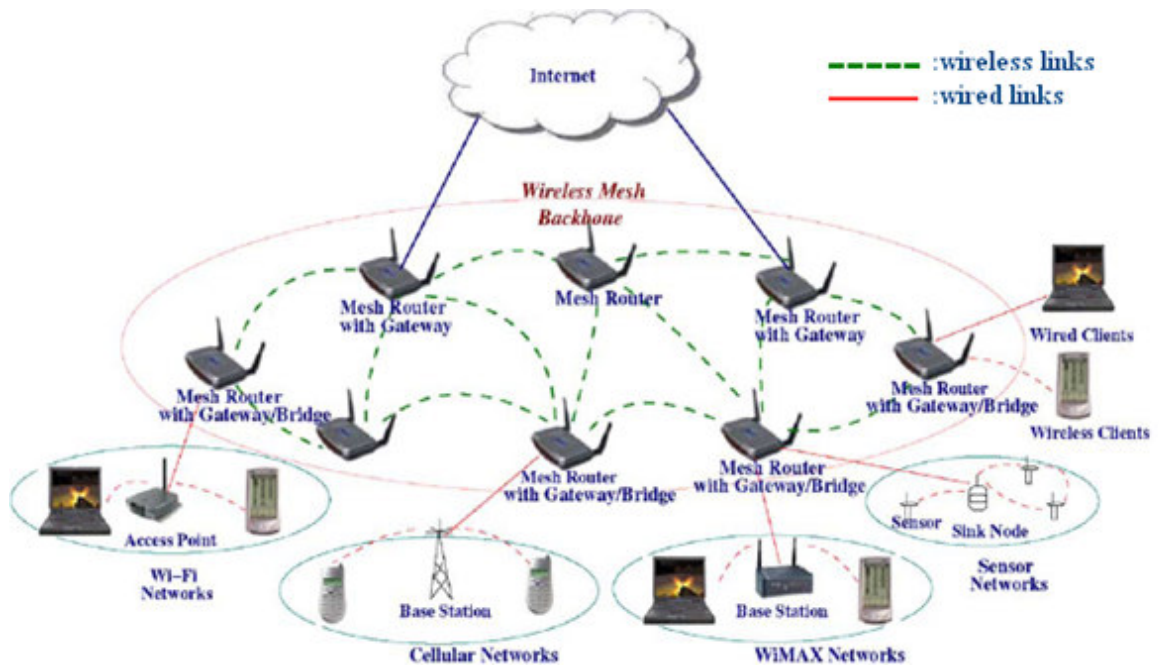 Internet
:wireless links
:wired links
Wireless Mesh
Backhone
Mesh Router
with Gateway
Mesh Router
Mesh Router
with Gateway
Wired Clients
Mesh Router
with Gateway/Bridge
Mesh Router
with Gateway/Bridge
Wireless Clients
Mesh Router
with Gateway/Bridge
Mesh Router
with Gateway/Bridge
Access Point
Wi-Fi
Networks
Sensor
Sink Node
Sensor
Networks
Base Station
Cellular Networks
Base Station
WiMAX Networks